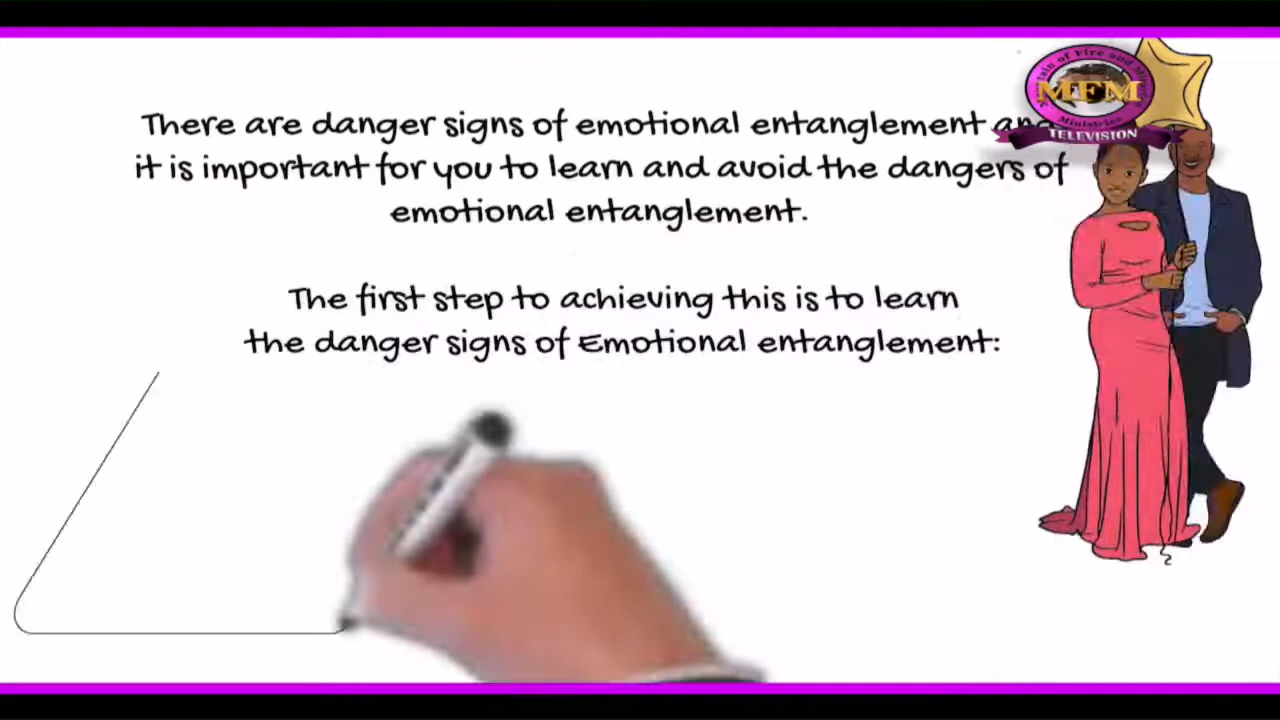 There are danger signs of emotional entanglement
it is important for you to learn and avoid the dangers of
emotional entanglement.
The first step to achieving this is to learn
the danger signs of Emotional entanglement:
MFM
Ministries
TELEVISION